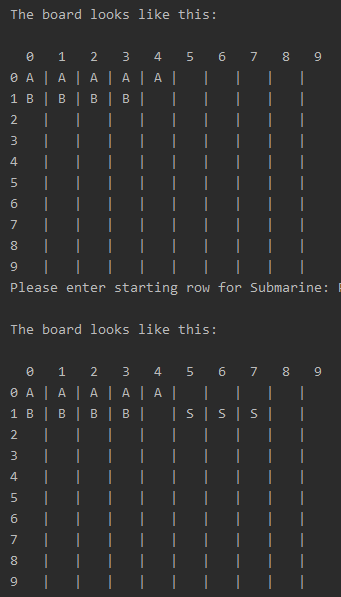 The board looks like this:
  0   1   2   3   4   5   6   7   8   9
0 A | A | A | A | A |   |   |   |   |
1 B | B | B | B |   |   |   |   |   |
2   |   |   |   |   |   |   |   |   |
3   |   |   |   |   |   |   |   |   |
4   |   |   |   |   |   |   |   |   |
5   |   |   |   |   |   |   |   |   |
6   |   |   |   |   |   |   |   |   |
7   |   |   |   |   |   |   |   |   |
8   |   |   |   |   |   |   |   |   |
9   |   |   |   |   |   |   |   |   |
Please enter starting row for Submarine:
The board looks like this:
  0   1   2   3   4   5   6   7   8   9
0 A | A | A | A | A |   |   |   |   |
1 B | B | B | B |   | S | S | S |   |
2   |   |   |   |   |   |   |   |   |
3   |   |   |   |   |   |   |   |   |
4   |   |   |   |   |   |   |   |   |
5   |   |   |   |   |   |   |   |   |
6   |   |   |   |   |   |   |   |   |
7   |   |   |   |   |   |   |   |   |
8   |   |   |   |   |   |   |   |   |
9   |   |   |   |   |   |   |   |   |